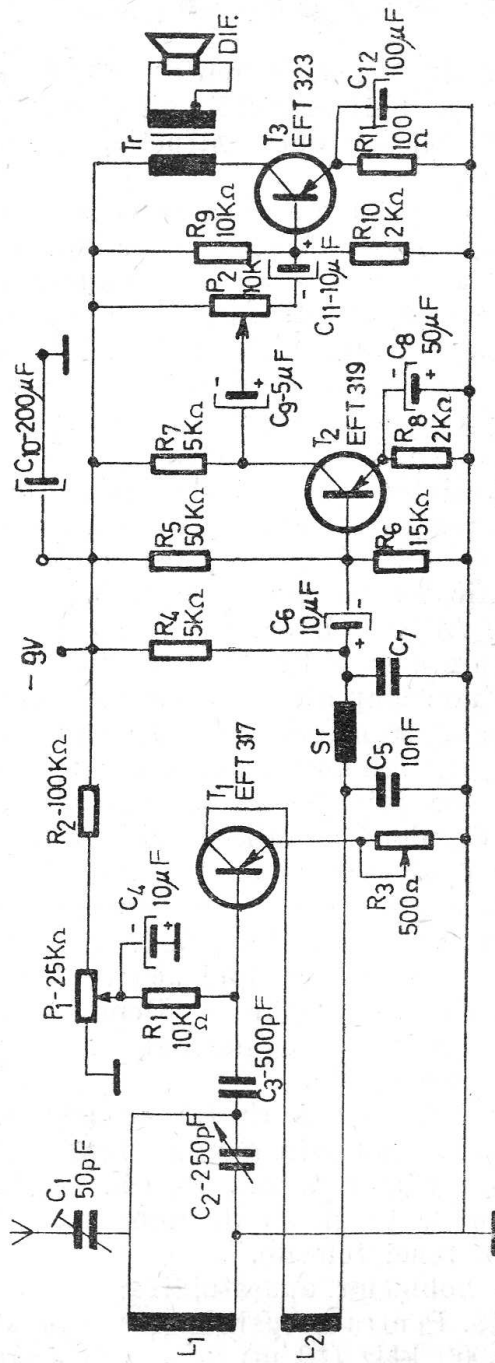 C1
50pF
L1
L2
C2-250pF
C3-500pF
P1-25KΩ
R1
10K
Ω
C4
-
10µF
+
R2-100KΩ
T1
EFT 317
R3
500Ω
-9V
C10-200µF
R4
5KΩ
Sr
C5
10nF
C6
10µF
+
-
C7
R5
50KΩ
R6
15KΩ
R7
5KΩ
T2
EFT 319
R8
2KΩ
C8
-
+
50µF
C9-5µF
-
+
P2
10K
C11-10µF
-
+
R9
10KΩ
R10
2KΩ
T3
EFT 323
R11
100
Ω
C12
100µF
Tr
DIF.